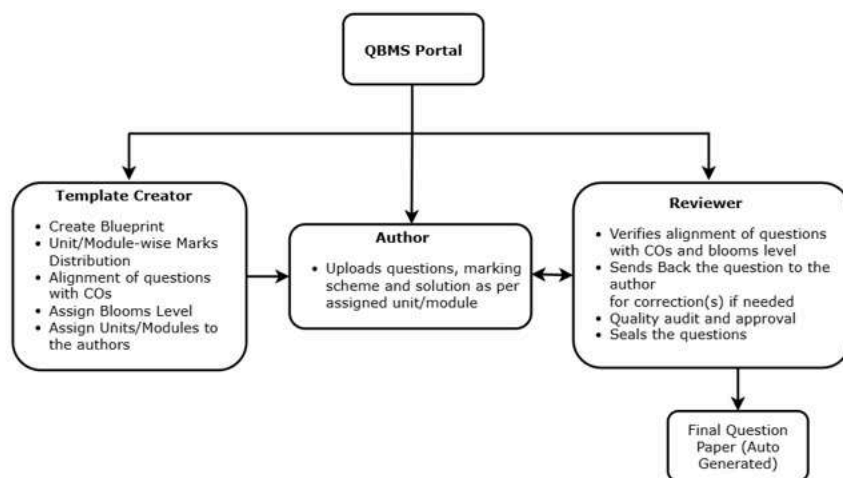 QBMS Portal
Template Creator
• Create Blueprint
• Unit/Module-wise Marks
Distribution
• Alignment of questions
with COs
• Assign Blooms Level
• Assign Units/Modules to
the authors
Author
• Uploads questions, marking
scheme and solution as per
assigned unit/module
Reviewer
• Verifies alignment of questions
with COs and blooms level
• Sends Back the question to the
author
for correction(s) if needed
• Quality audit and approval
• Seals the questions
Final Question
Paper (Auto
Generated)